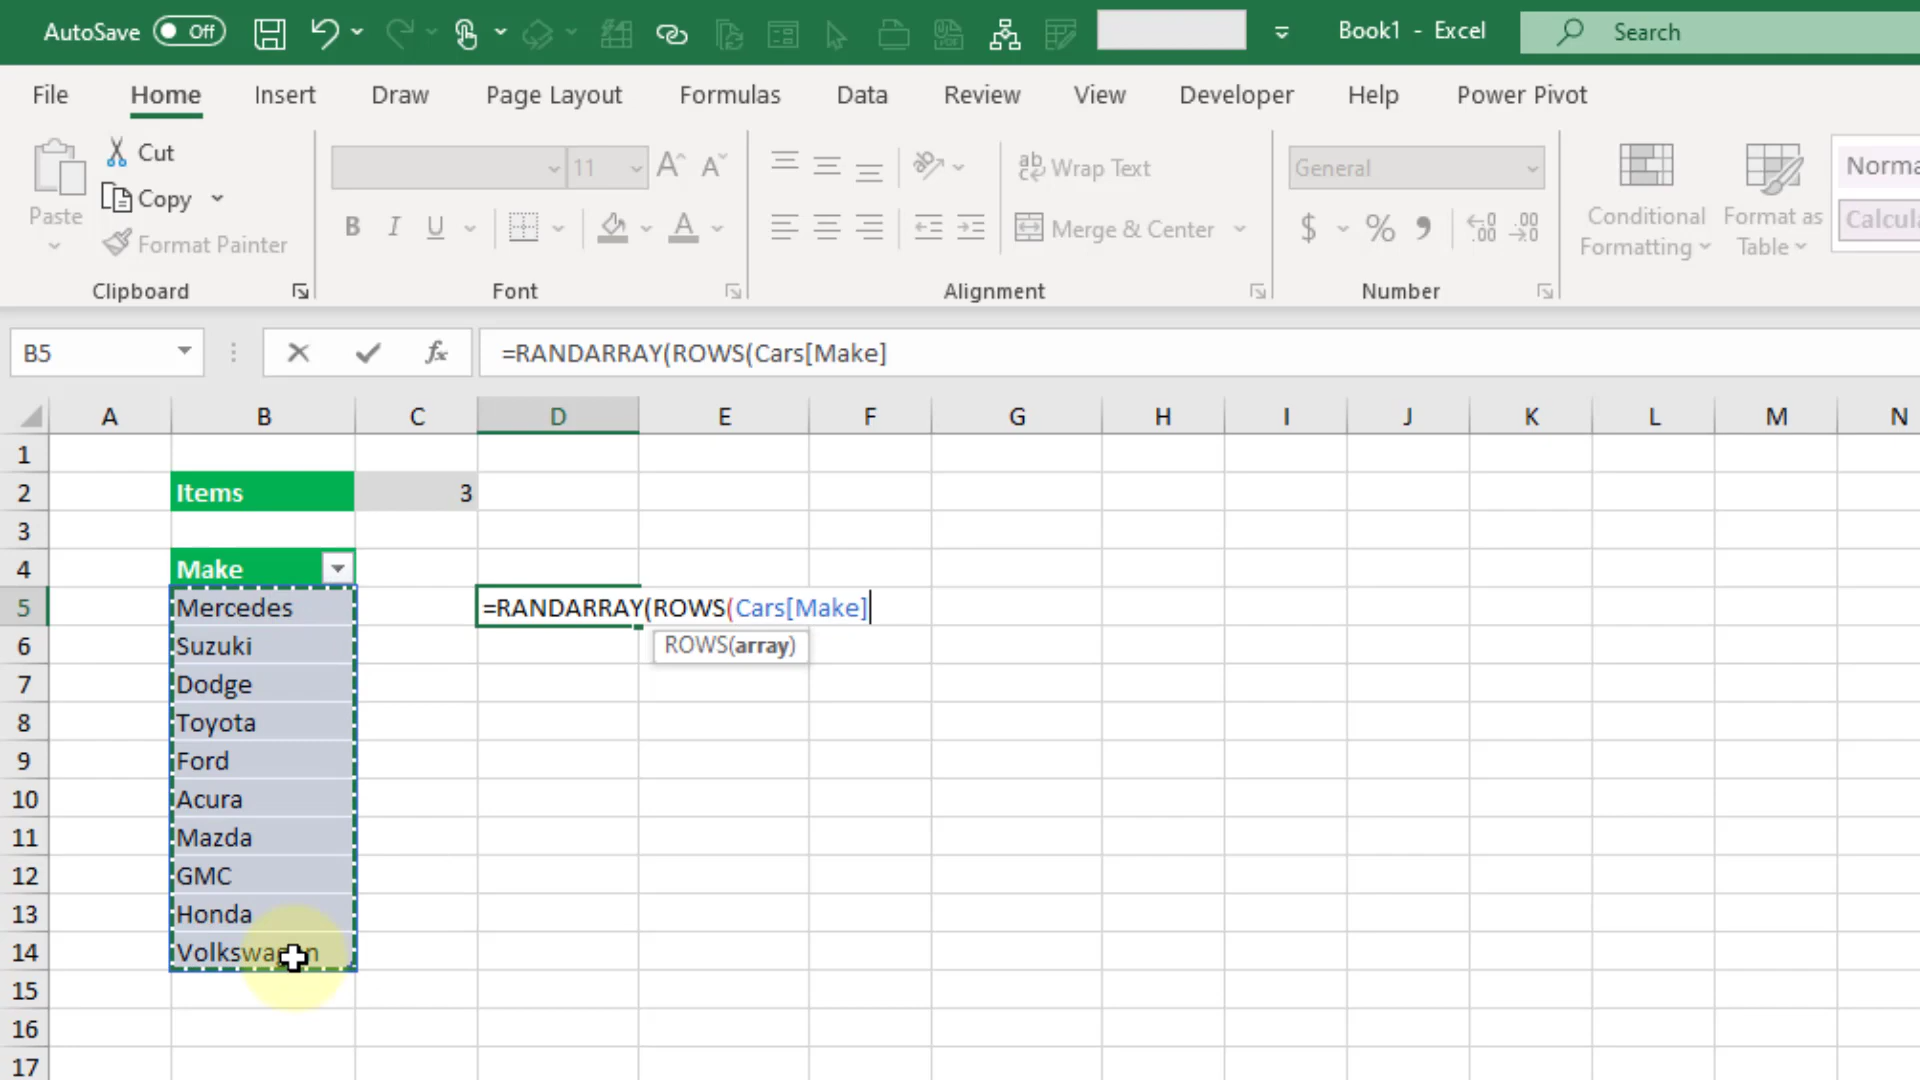 AutoSave Off Book1 - Excel Search
File Home Insert Draw Page Layout Formulas Data Review View Developer Help Power Pivot
Paste Cut
Copy
Format Painter
Clipboard
11
B I U
Font
Wrap Text
Merge & Center
Alignment
General
$ % 9
Number
Conditional
Formatting
Format as
Table
Norma
Calcula
B5 fx =RANDARRAY(ROWS(Cars[Make]
A B C D E F G H I J K L M N
1
2 Items 3
3
4 Make
5 Mercedes =RANDARRAY(ROWS(Cars[Make]
6 Suzuki ROWS(array)
7 Dodge
8 Toyota
9 Ford
10 Acura
11 Mazda
12 GMC
13 Honda
14 Volkswagen
15
16
17